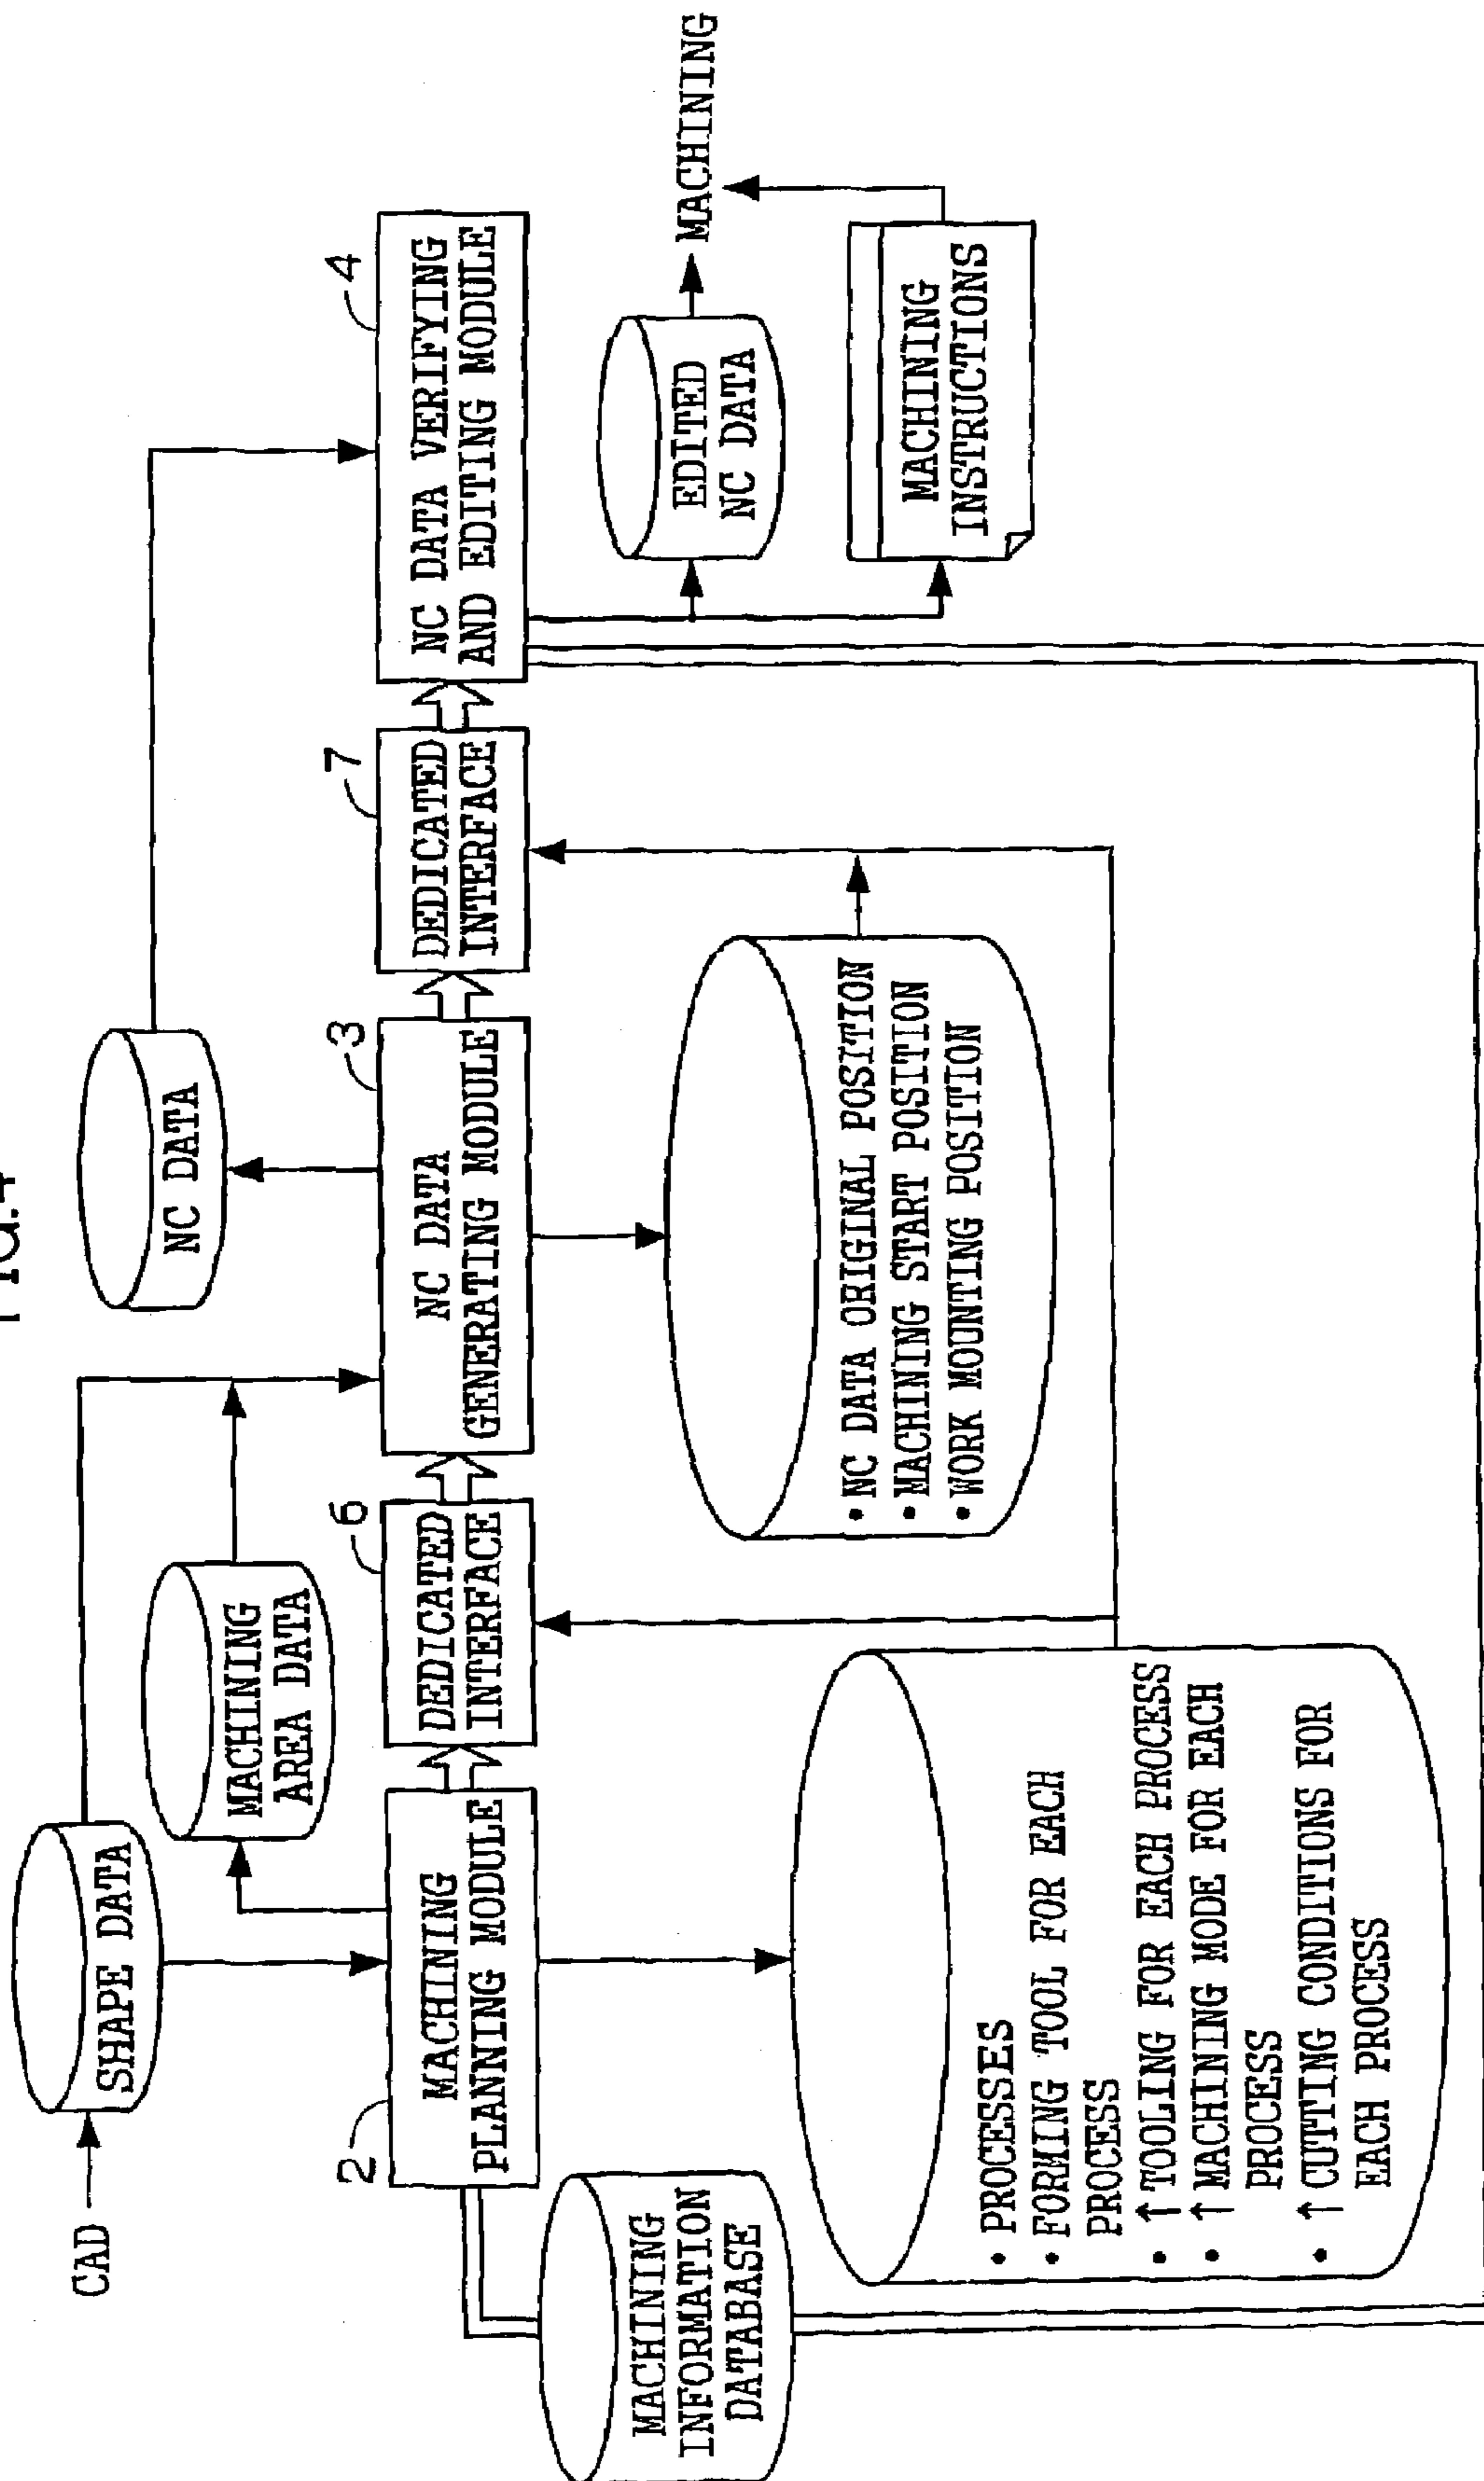 FIG.4
CAD
SHAPE DATA
MACHINING
AREA DATA
NC DATA
2
MACHINING
PLANNING MODULE
6
DEDICATED
INTERFACE
3
NC DATA
GENERATING MODULE
7
DEDICATED
INTERFACE
4
NC DATA VERIFYING
AND EDITING MODULE
MACHINING
INFORMATION
DATABASE
• PROCESSES
• FORMING TOOL FOR EACH
PROCESS
• ↑ TOOLING FOR EACH PROCESS
• ↑ MACHINING MODE FOR EACH
PROCESS
• ↑ CUTTING CONDITIONS FOR
EACH PROCESS
• NC DATA ORIGINAL POSITION
• MACHINING START POSITION
• WORK MOUNTING POSITION
EDITED
NC DATA
MACHINING
MACHINING
INSTRUCTIONS